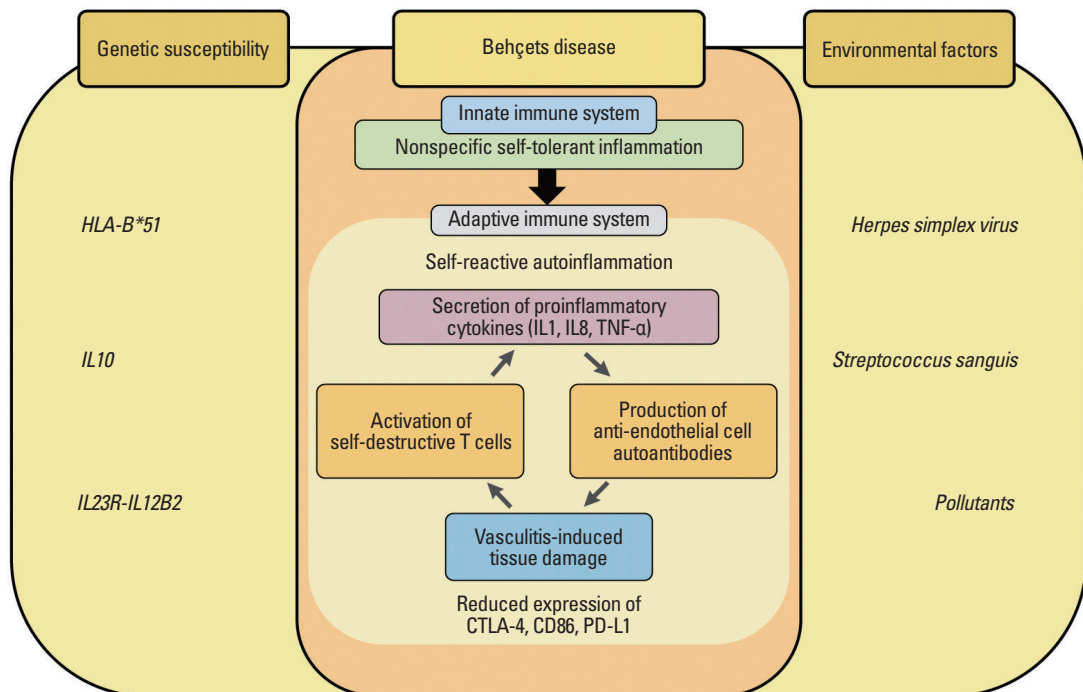 Genetic susceptibility
Behçets disease
Environmental factors
Innate immune system
Nonspecific self-tolerant inflammation
Adaptive immune system
HLA-B*51
Herpes simplex virus
Self-reactive autoinflammation
Secretion of proinflammatory
cytokines (IL1, IL8, TNF-α)
IL10
Streptococcus sanguis
Activation of
self-destructive T cells
Production of
anti-endothelial cell
autoantibodies
IL23R-IL12B2
Pollutants
Vasculitis-induced
tissue damage
Reduced expression of
CTLA-4, CD86, PD-L1